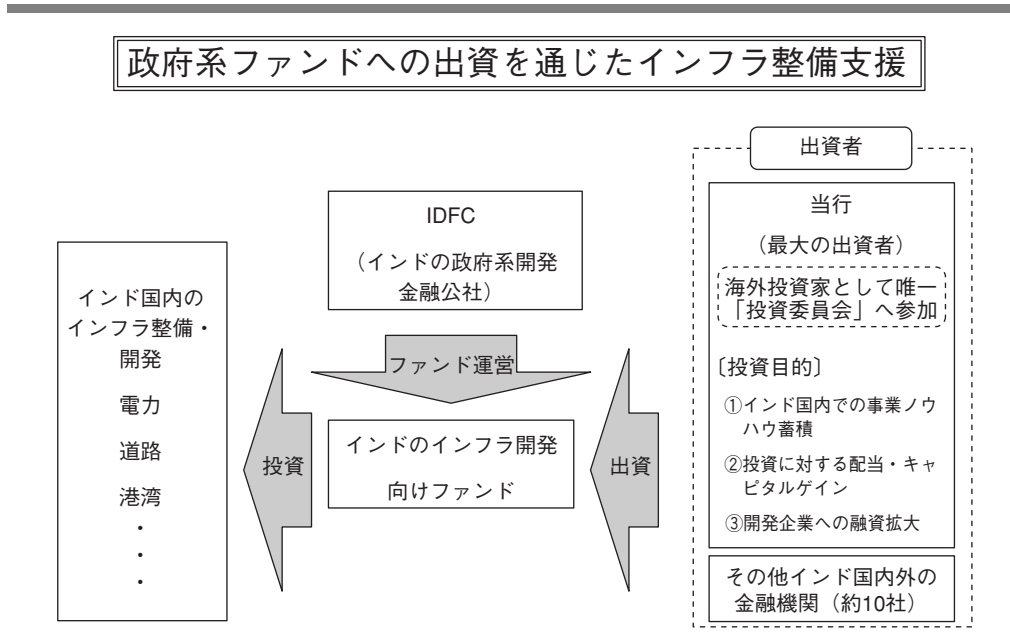 政府系ファンドへの出資を通じたインフラ整備支援
出資者
当行
（最大の出資者）
海外投資家として唯一
「投資委員会」へ参加
〔投資目的〕
①インド国内での事業ノウ
ハウ蓄積
②投資に対する配当・キャ
ピタルゲイン
③開発企業への融資拡大
その他インド国内外の
金融機関（約10社）
出資
IDFC
（インドの政府系開発
金融公社）
ファンド運営
インドのインフラ開発
向けファンド
投資
インド国内の
インフラ整備・
開発
電力
道路
港湾
・
・
・